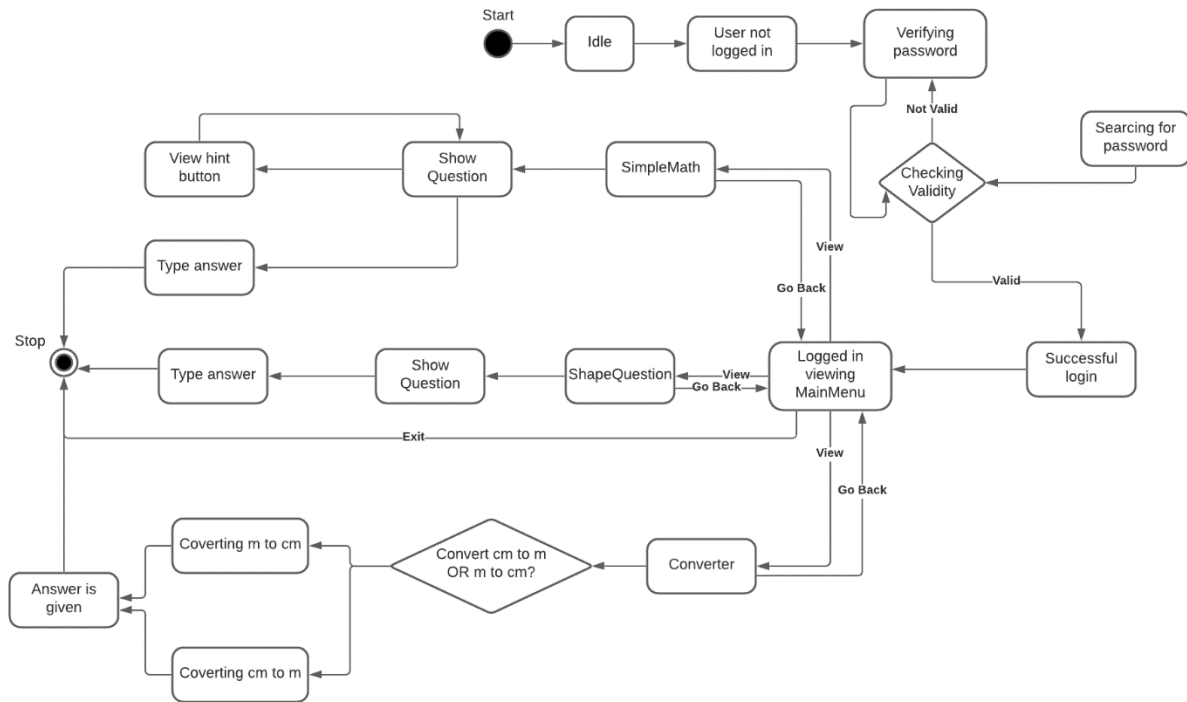 Start
Idle
User not
logged in
Verifying
password
Not Valid
Searcing for
password
View hint
button
Show
Question
SimpleMath
Checking
Validity
View
Type answer
Go Back
Valid
Stop
Type answer
Show
Question
ShapeQuestion
View
Go Back
Logged in
viewing
MainMenu
Successful
login
Exit
View
Go Back
Coverting m to cm
Convert cm to m
OR m to cm?
Converter
Answer is
given
Coverting cm to m